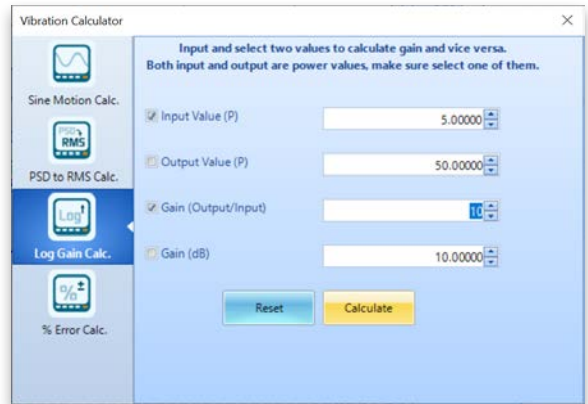 Vibration Calculator
Input and select two values to calculate gain and vice versa.
Both input and output are power values, make sure select one of them.
Sine Motion Calc.
PSD
RMS
PSD to RMS Calc.
Log
Log Gain Calc.
%±
% Error Calc.
Input Value (P)
5.00000
Output Value (P)
50.00000
Gain (Output/Input)
10
Gain (dB)
10.00000
Reset
Calculate